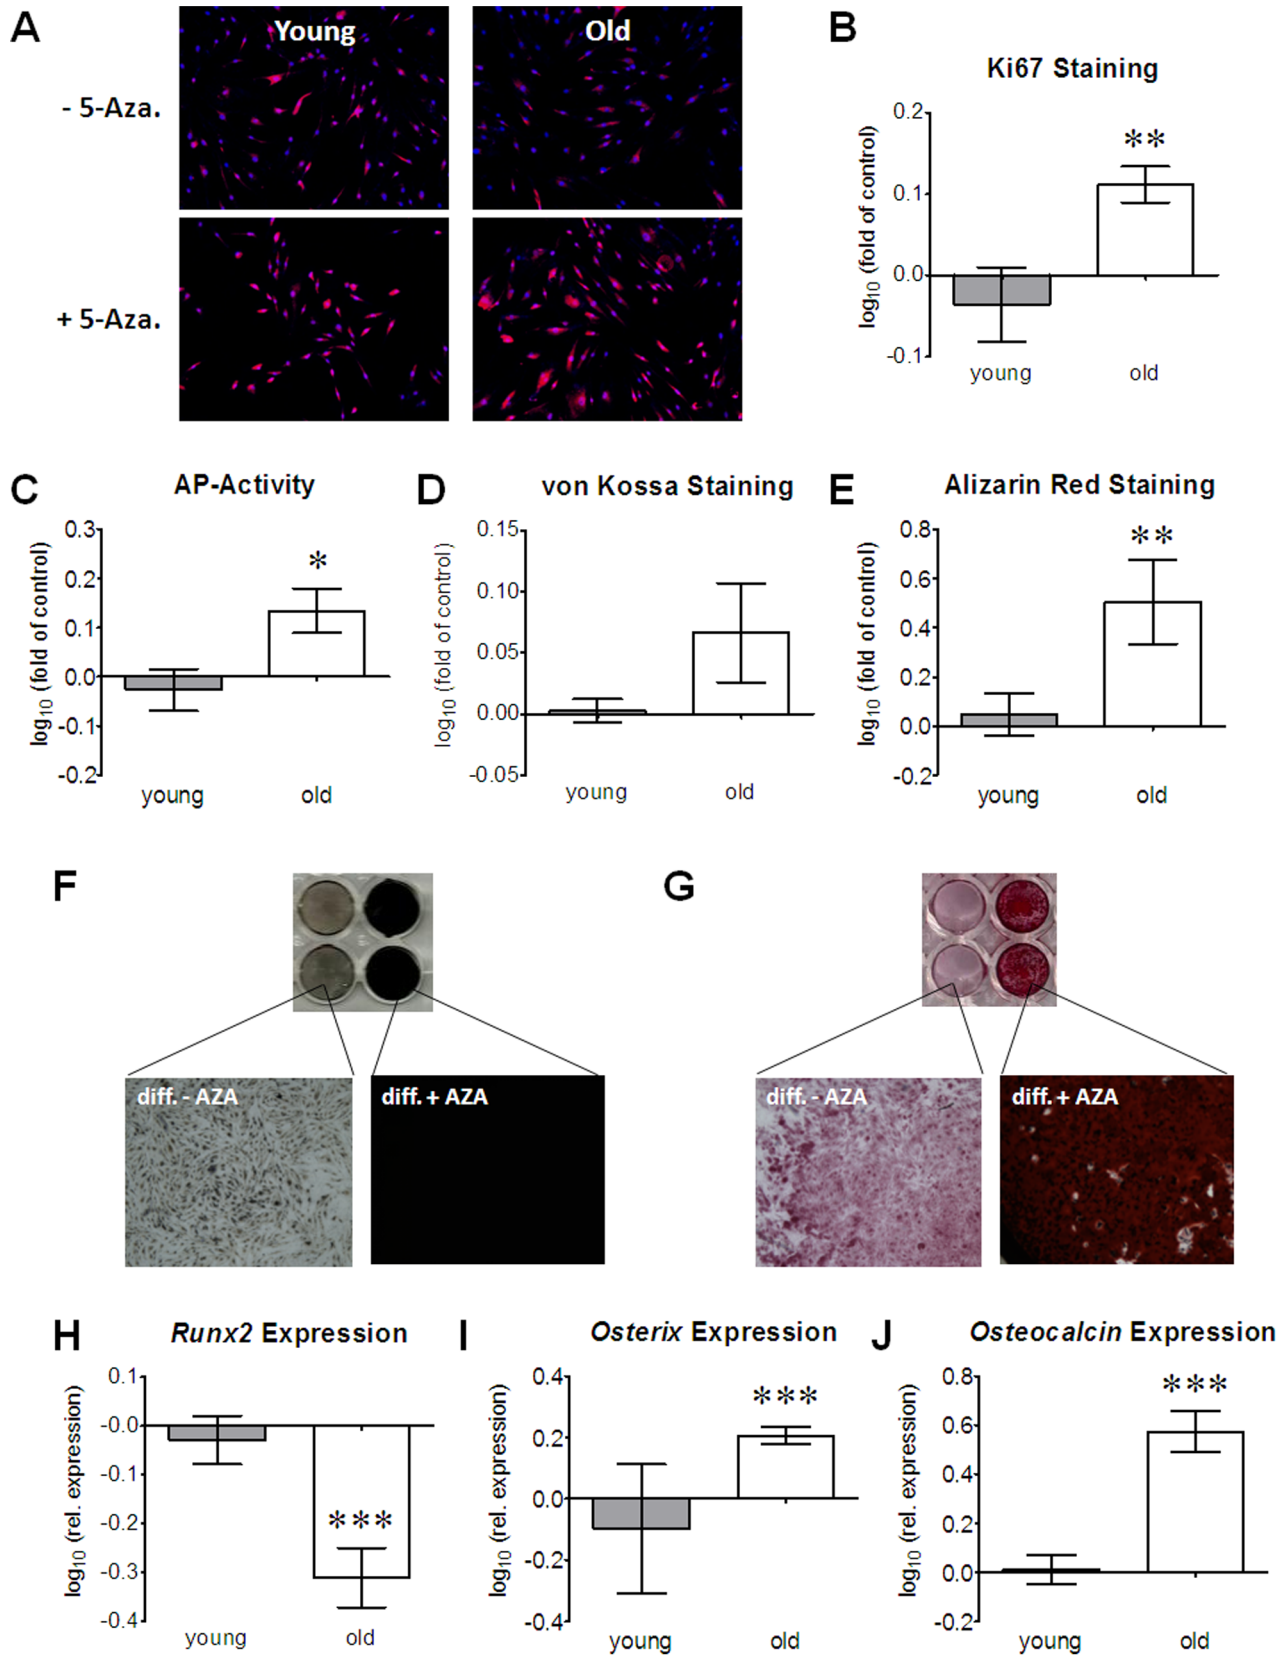 A
Young
Old
- 5-Aza.
+ 5-Aza.
B
Ki67 Staining
log10 (fold of control)
0.2
0.1
0.0
-0.1
**
young
old
C
AP-Activity
log10 (fold of control)
0.3
0.2
0.1
0.0
-0.1
-0.2
*
young
old
D
von Kossa Staining
log10 (fold of control)
0.15
0.10
0.05
0.00
-0.05
young
old
E
Alizarin Red Staining
log10 (fold of control)
0.8
0.6
0.4
0.2
0.0
-0.2
**
young
old
F
diff. - AZA
diff. + AZA
G
diff. - AZA
diff. + AZA
H
Runx2 Expression
log10 (rel. expression)
0.1
-0.0
-0.1
-0.2
-0.3
-0.4
***
young
old
I
Osterix Expression
log10 (rel. expression)
0.4
0.2
0.0
-0.2
-0.4
***
young
old
J
Osteocalcin Expression
log10 (rel. expression)
0.8
0.6
0.4
0.2
0.0
-0.2
***
young
old